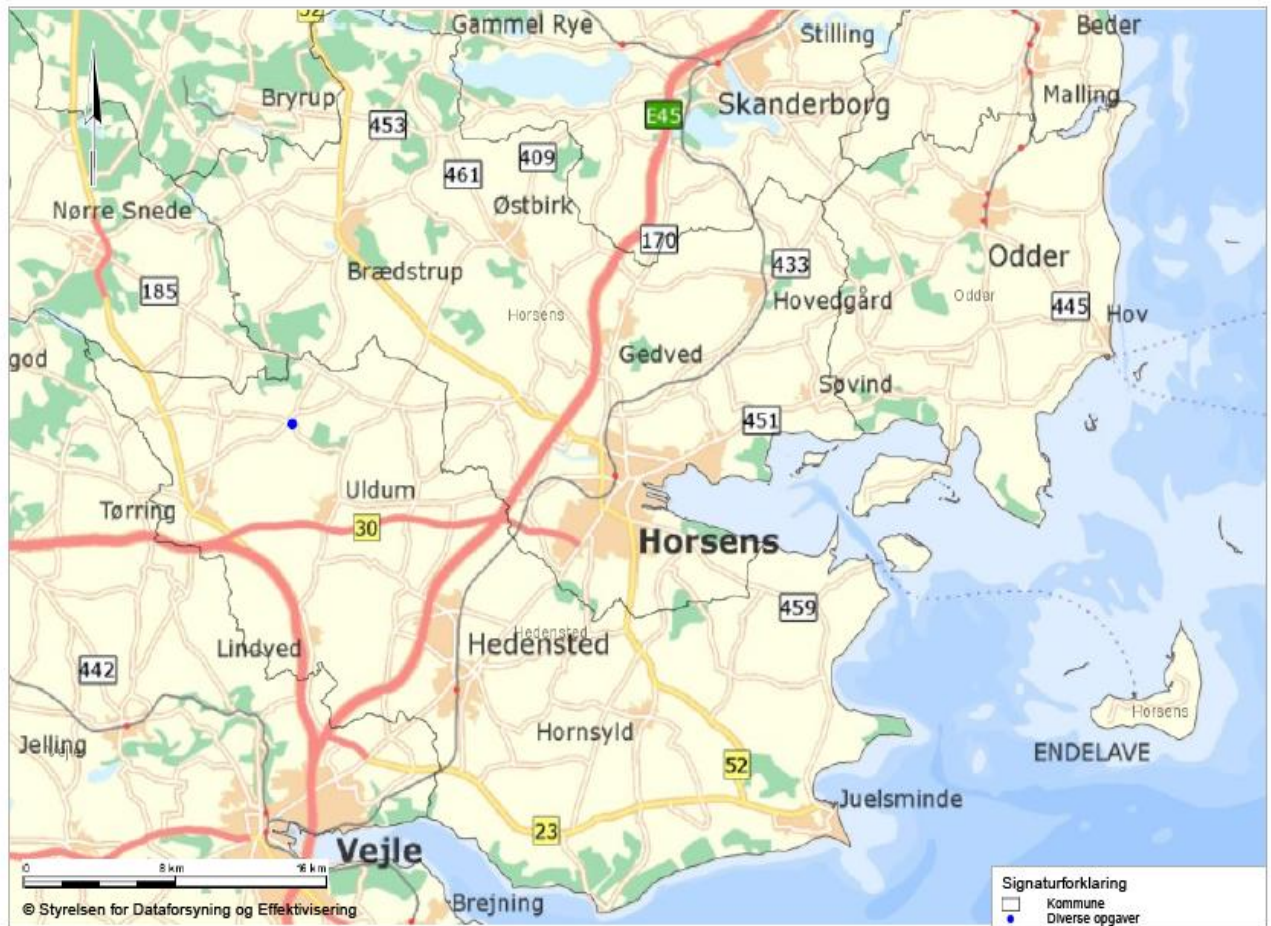 52
Gammel Rye
Stilling
Beder
Bryrup
E45
Skanderborg
Malling
453
461
409
Østbirk
Nørre Snede
170
433
Odder
Brædstrup
185
Hovedgård
Odder
445
Hov
Horsens
Gedved
god
Søvind
451
Uldum
Tørring
30
Horsens
459
Lindved
Hedensted
Hedensted
442
Horsens
Jelling
Hornsyld
ENDELAVE
52
Juelsminde
23
Vejle
0 8 km 16 km
Brejning
© Styrelsen for Dataforsyning og Effektivisering
Signaturforklaring
Kommune
Diverse opgaver